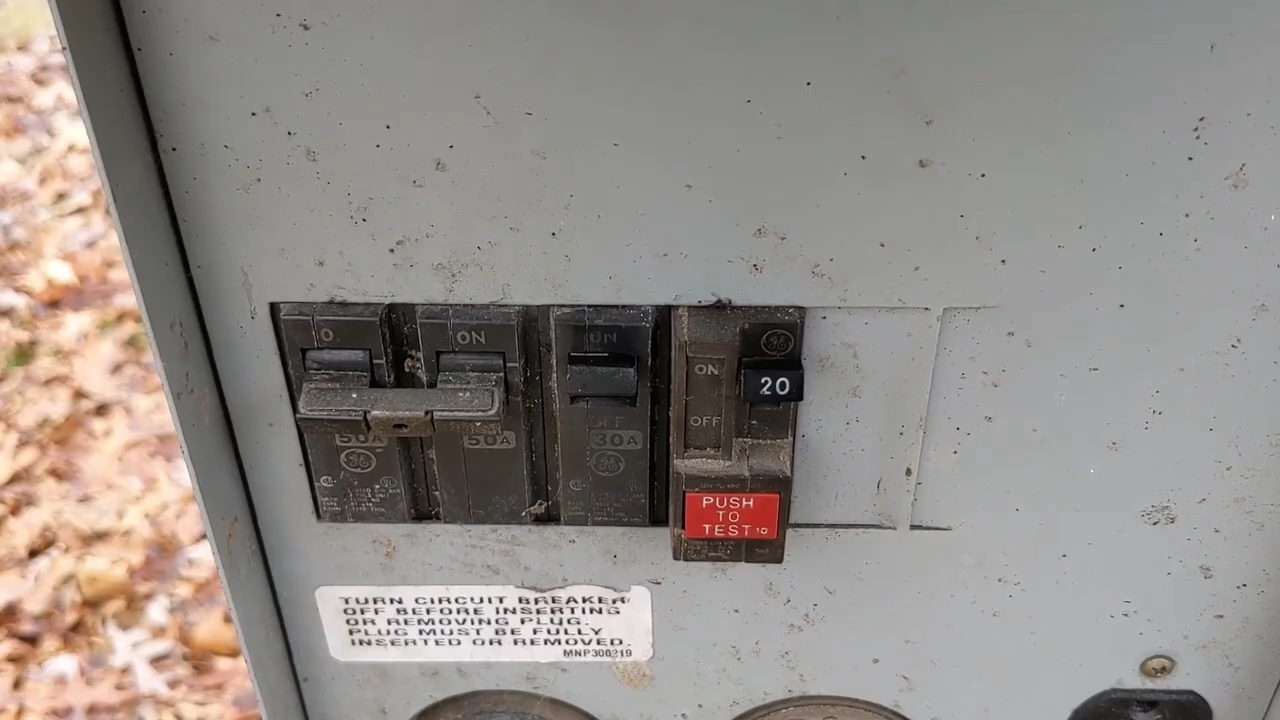 O
ON
ON
OFF
ON
OFF
20
50A
50A
30A
PUSH
TO
TEST
TURN CIRCUIT BREAKER
OFF BEFORE INSERTING
OR REMOVING PLUG.
PLUG MUST BE FULLY
INSERTED OR REMOVED.
MNP300219